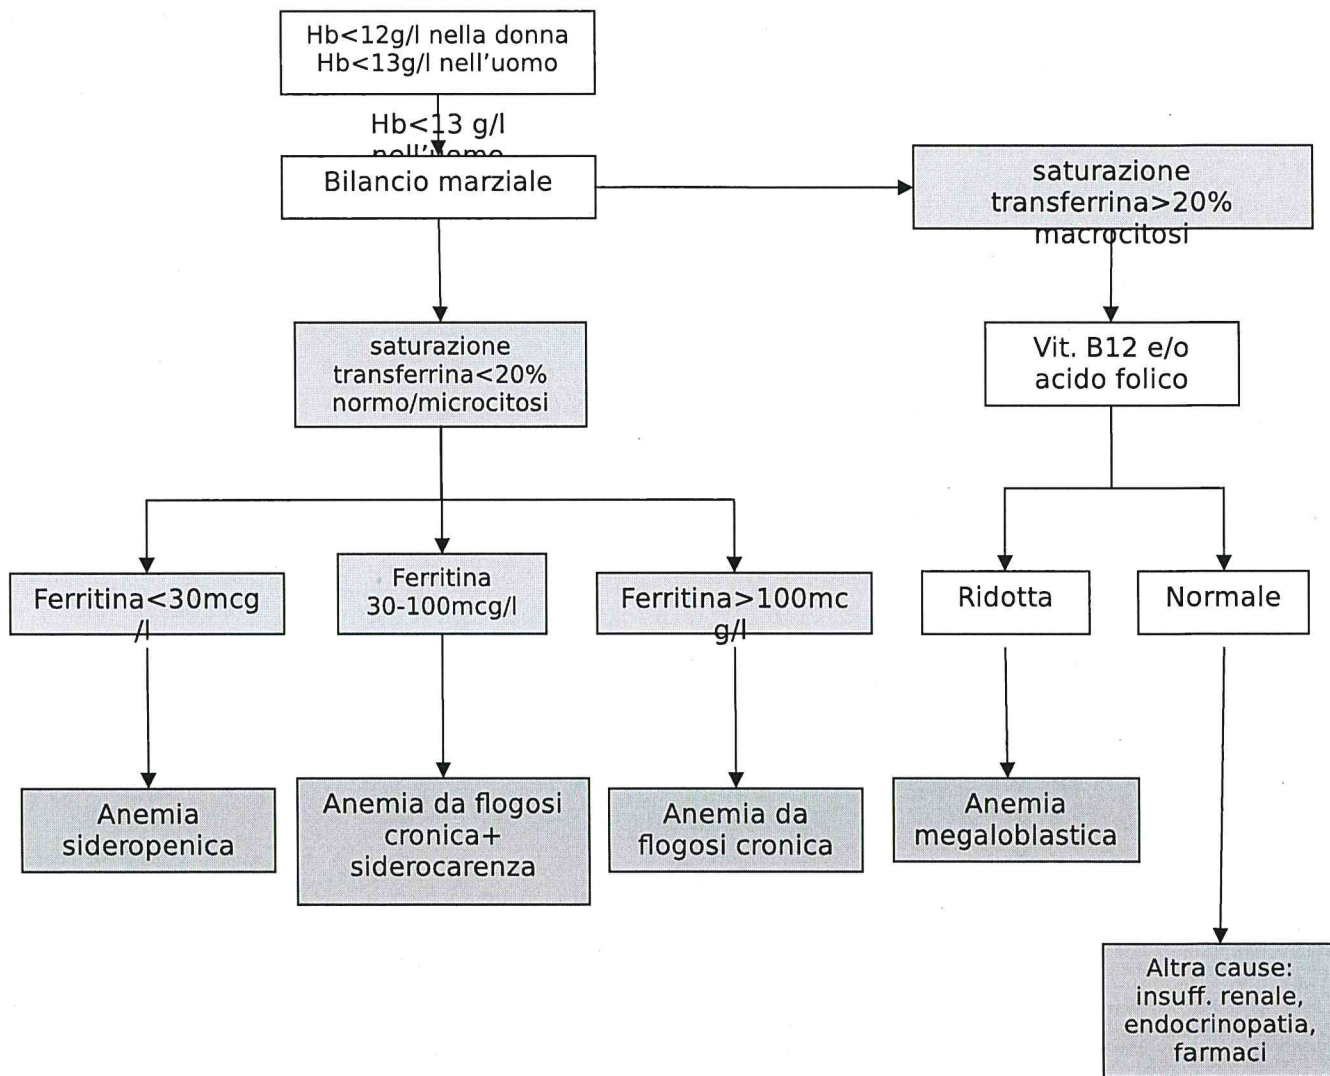 Hb<12g/l nella donna
Hb<13g/l nell'uomo
Hb<13 g/l
nell'uomo
Bilancio marziale
saturazione
transferrina>20%
macrocitosi
saturazione
transferrina<20%
normo/microcitosi
Vit. B12 e/o
acido folico
Ferritina<30mcg
/l
Ferritina
30-100mcg/l
Ferritina>100mc
g/l
Ridotta
Normale
Anemia
sideropenica
Anemia da flogosi
cronica+
siderocarenza
Anemia da
flogosi cronica
Anemia
megaloblastica
Altra cause:
insuff. renale,
endocrinopatia,
farmaci